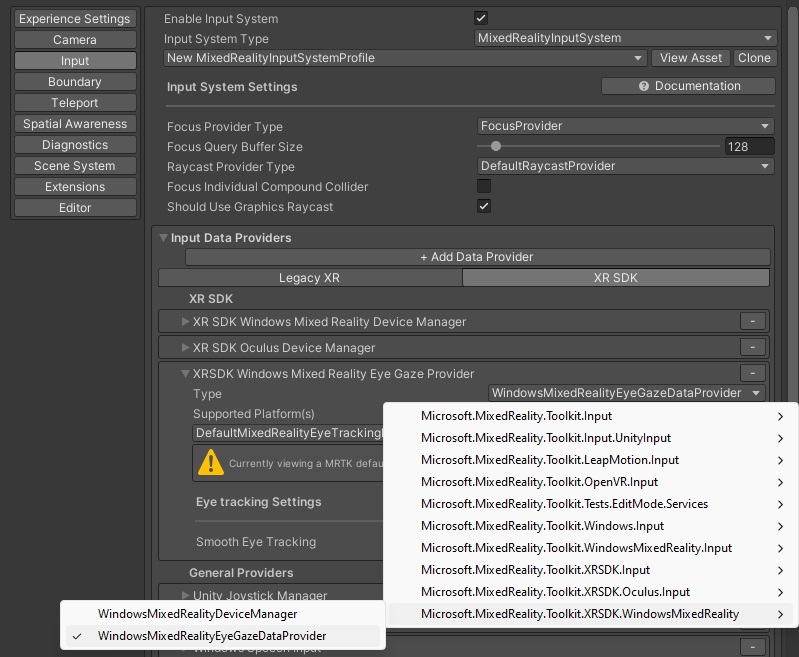 Experience Settings
Camera
Input
Boundary
Teleport
Spatial Awareness
Diagnostics
Scene System
Extensions
Editor
Enable Input System
Input System Type MixedRealityInputSystem
New MixedRealityInputSystemProfile View Asset Clone
Input System Settings Documentation
Focus Provider Type FocusProvider
Focus Query Buffer Size 128
Raycast Provider Type DefaultRaycastProvider
Focus Individual Compound Collider
Should Use Graphics Raycast
Input Data Providers
+ Add Data Provider
Legacy XR XR SDK
XR SDK
XR SDK Windows Mixed Reality Device Manager -
XR SDK Oculus Device Manager -
XRSDK Windows Mixed Reality Eye Gaze Provider -
Type WindowsMixedRealityEyeGazeDataProvider
Supported Platform(s)
DefaultMixedRealityEyeTracking
Currently viewing a MRTK defau
Eye tracking Settings
Smooth Eye Tracking
General Providers
Unity Joystick Manager
Windows Speech Input -
Microsoft.MixedReality.Toolkit.Input
Microsoft.MixedReality.Toolkit.Input.UnityInput
Microsoft.MixedReality.Toolkit.LeapMotion.Input
Microsoft.MixedReality.Toolkit.OpenVR.Input
Microsoft.MixedReality.Toolkit.Tests.EditMode.Services
Microsoft.MixedReality.Toolkit.Windows.Input
Microsoft.MixedReality.Toolkit.WindowsMixedReality.Input
Microsoft.MixedReality.Toolkit.XRSDK.Input
Microsoft.MixedReality.Toolkit.XRSDK.Oculus.Input
Microsoft.MixedReality.Toolkit.XRSDK.WindowsMixedReality
WindowsMixedRealityDeviceManager
WindowsMixedRealityEyeGazeDataProvider